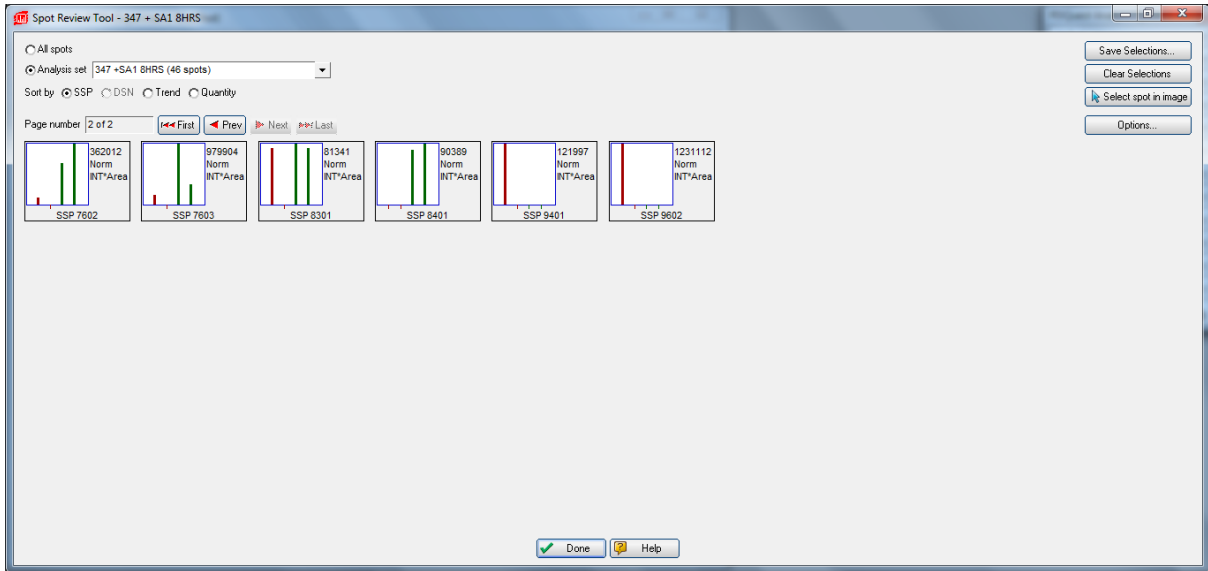 Spot Review Tool - 347 + SA1 8HRS
All spots
Analysis set 347 +SA1 8HRS (46 spots)
Sort by SSP DSN Trend Quantity
Page number 2 of 2 First Prev Next Last
Save Selections...
Clear Selections
Select spot in image
Options...
362012
Norm
INT*Area
SSP 7602
979904
Norm
INT*Area
SSP 7603
81341
Norm
INT*Area
SSP 8301
90389
Norm
INT*Area
SSP 8401
121997
Norm
INT*Area
SSP 9401
1231112
Norm
INT*Area
SSP 9602
Done Help